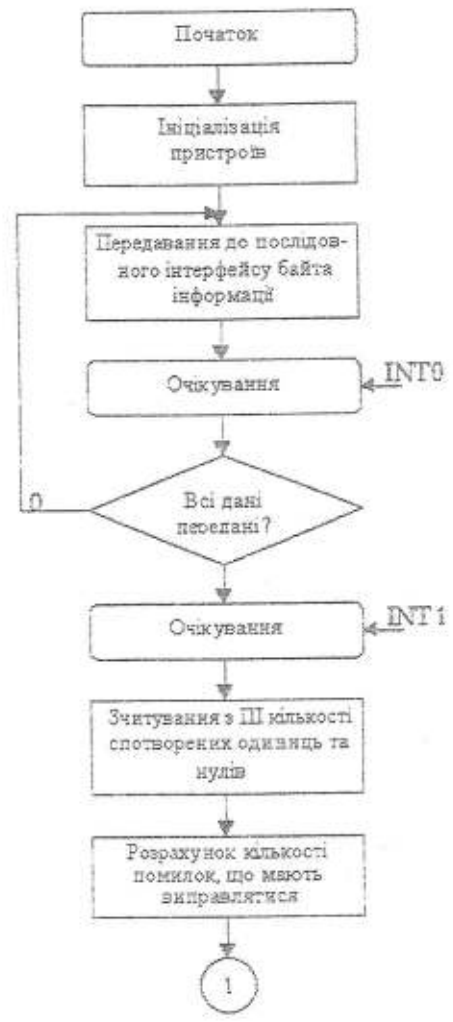 Початок
Ініціалізація
пристроїв
Передавання до послідов-
ного інтерфейсу байта
інформації
Очікування
INT0
0
Всі дані
передані?
Очікування
INT1
Зчитування з ПІІ кількості
спотворених одиниць та
нулів
Розрахунок кількості
помилок, що мають
виправлятися
1